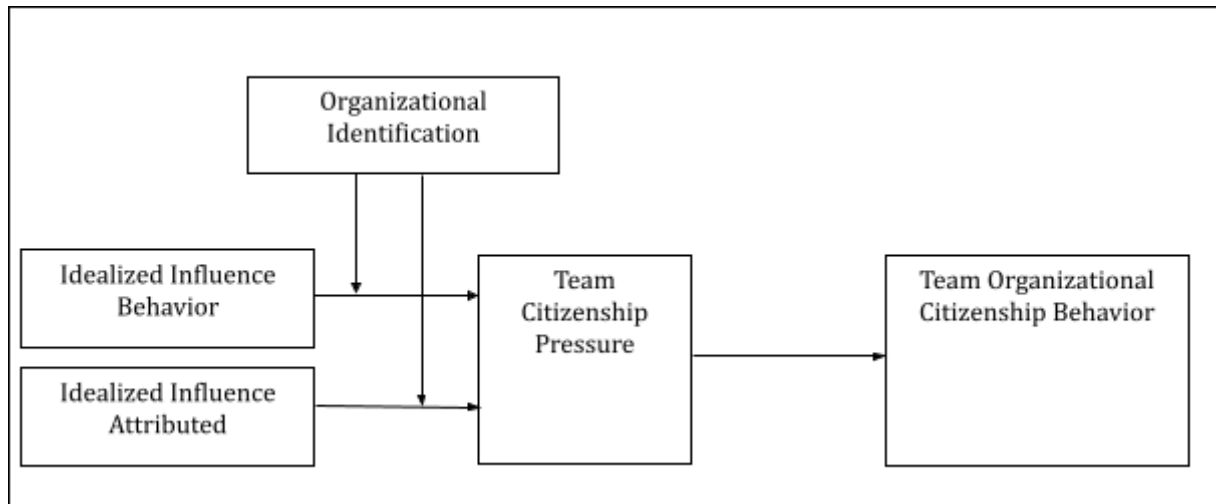 Organizational
Identification
Idealized Influence
Behavior
Team
Citizenship
Pressure
Team Organizational
Citizenship Behavior
Idealized Influence
Attributed